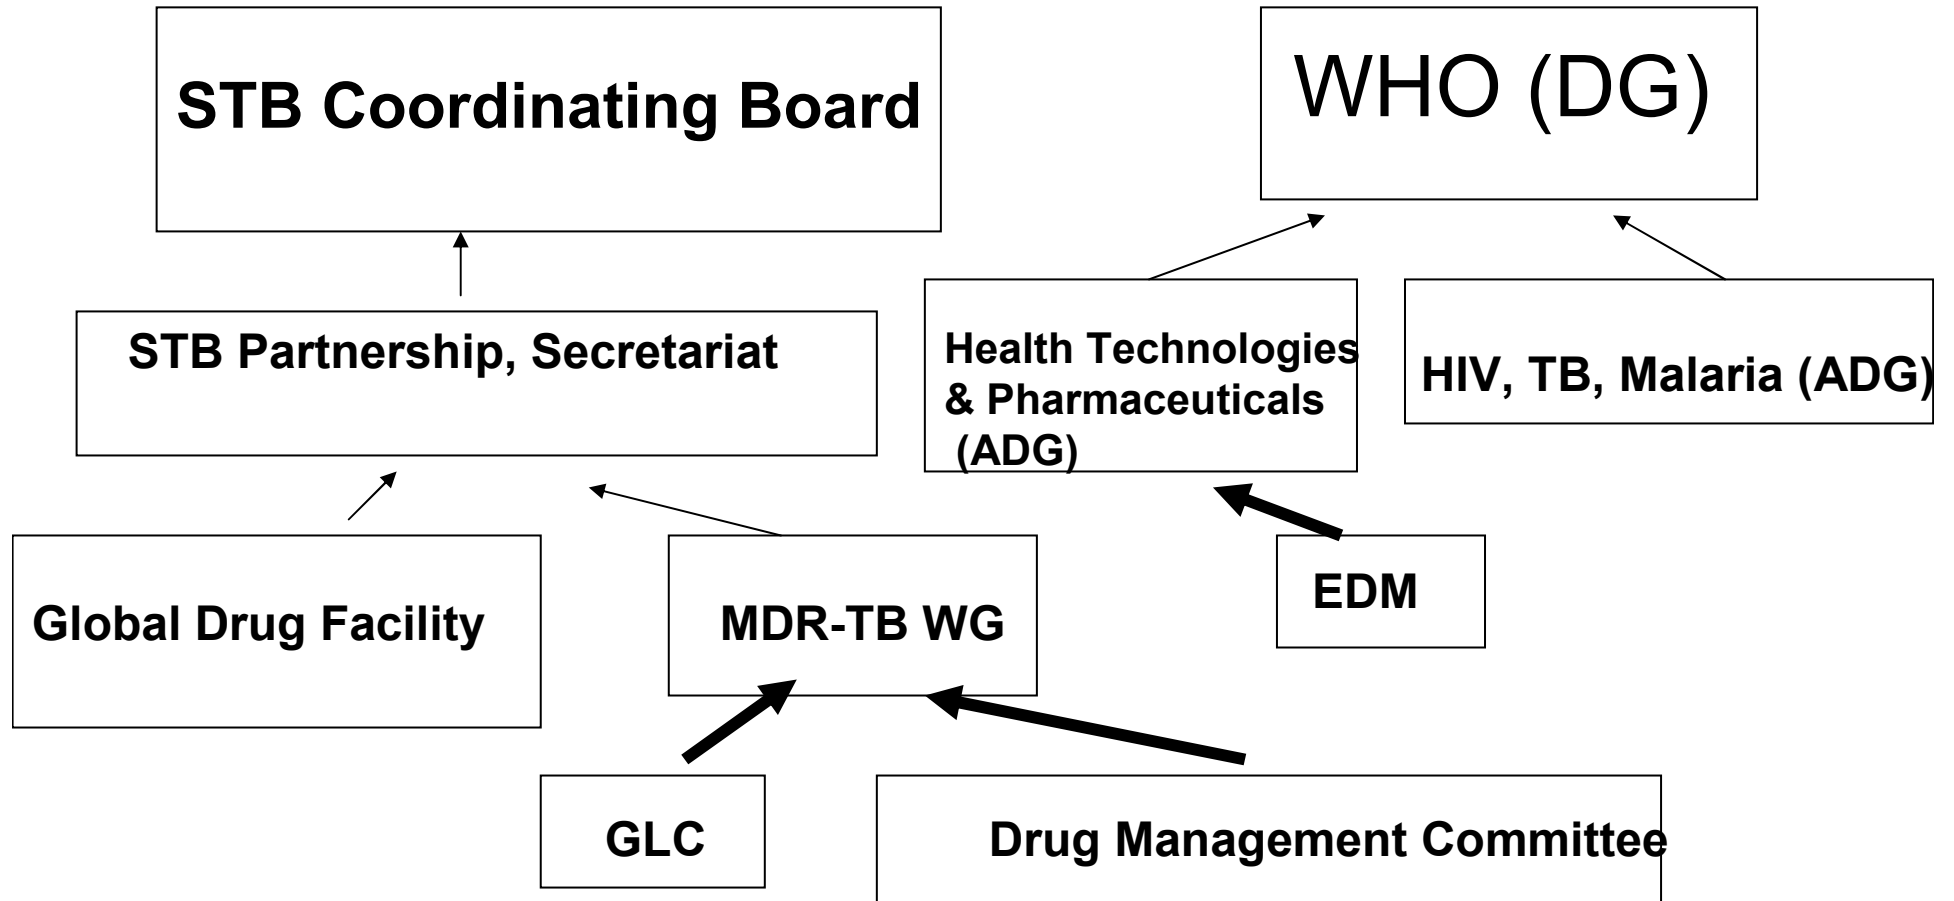 STB Coordinating Board
WHO (DG)
STB Partnership, Secretariat
Health Technologies
& Pharmaceuticals
(ADG)
HIV, TB, Malaria (ADG)
Global Drug Facility
MDR-TB WG
EDM
GLC
Drug Management Committee